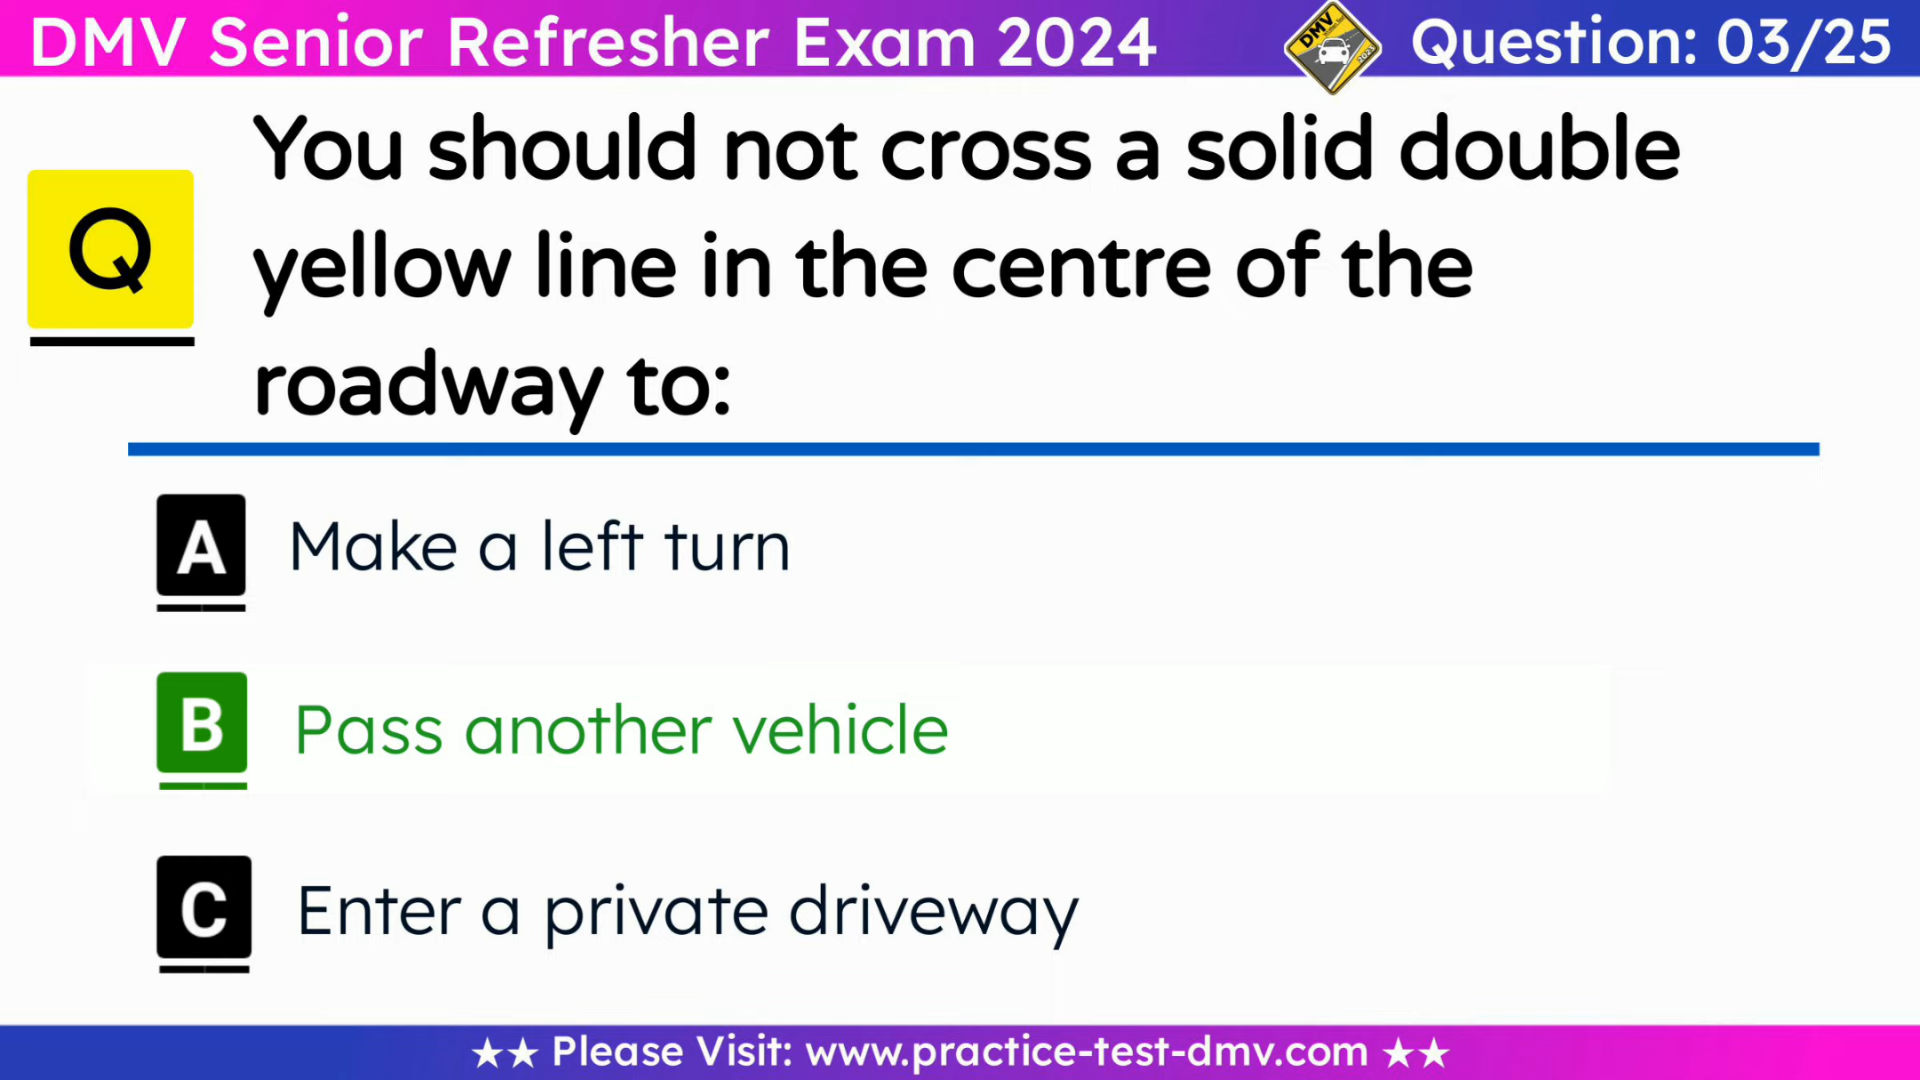 DMV Senior Refresher Exam 2024
DMV
2023
Question: 03/25
Q
You should not cross a solid double
yellow line in the centre of the
roadway to:
A Make a left turn
B Pass another vehicle
C Enter a private driveway
★★ Please Visit: www.practice-test-dmv.com ★★